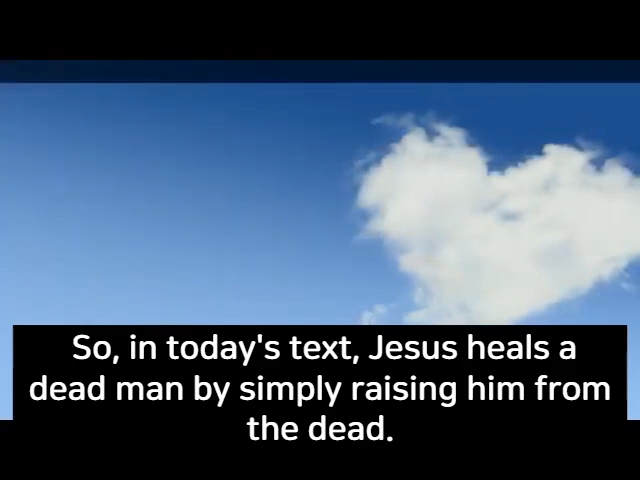 So, in today's text, Jesus heals a
dead man by simply raising him from
the dead.